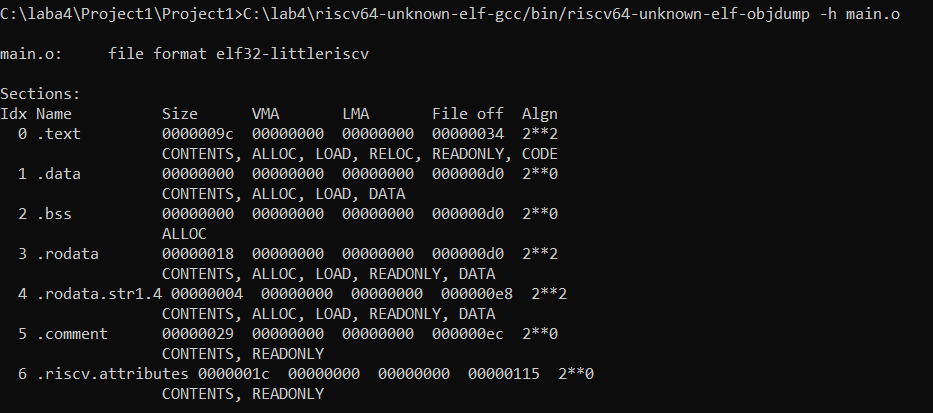 C:\laba4\Project1\Project1>C:\lab4\riscv64-unknown-elf-gcc/bin/riscv64-unknown-elf-objdump -h main.o
main.o:     file format elf32-littleriscv
Sections:
Idx Name          Size      VMA       LMA       File off  Algn
  0 .text         0000009c  00000000  00000000  00000034  2**2
                  CONTENTS, ALLOC, LOAD, RELOC, READONLY, CODE
  1 .data         00000000  00000000  00000000  000000d0  2**0
                  CONTENTS, ALLOC, LOAD, DATA
  2 .bss          00000000  00000000  00000000  000000d0  2**0
                  ALLOC
  3 .rodata       00000018  00000000  00000000  000000d0  2**2
                  CONTENTS, ALLOC, LOAD, READONLY, DATA
  4 .rodata.str1.4 00000004  00000000  00000000  000000e8  2**2
                  CONTENTS, ALLOC, LOAD, READONLY, DATA
  5 .comment      00000029  00000000  00000000  000000ec  2**0
                  CONTENTS, READONLY
  6 .riscv.attributes 0000001c  00000000  00000000  00000115  2**0
                  CONTENTS, READONLY